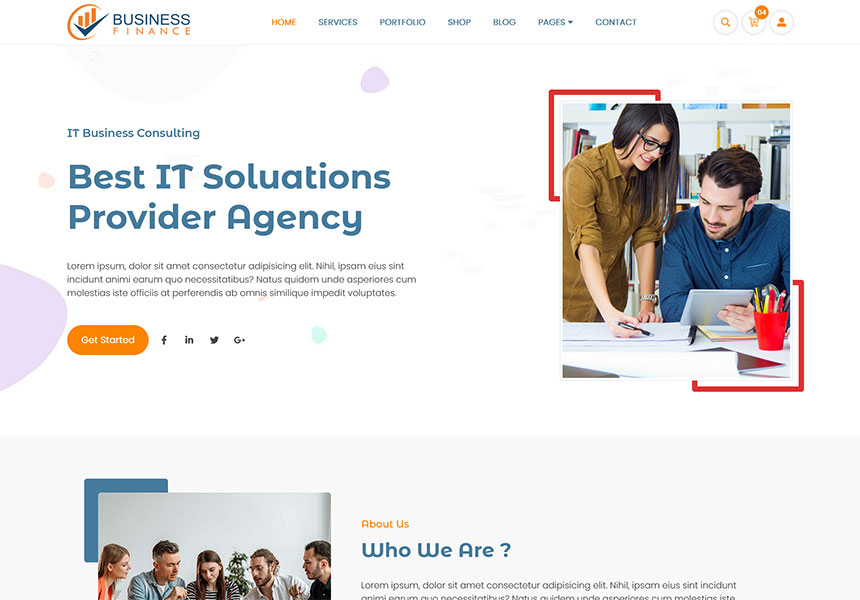 BUSINESS
FINANCE
HOME SERVICES PORTFOLIO SHOP BLOG PAGES CONTACT
04
IT Business Consulting
Best IT Soluations
Provider Agency
Lorem ipsum, dolor sit amet consectetur adipisicing elit. Nihil, ipsam eius sint
incidunt animi earum quo necessitatibus? Natus quidem unde asperiores cum
molestias iste officiis at perferendis ab omnis similique impedit voluptates.
Get Started
About Us
Who We Are ?
Lorem ipsum, dolor sit amet consectetur adipisicing elit. Nihil, ipsam eius sint
incidunt animi earum quo necessitatibus? Natus quidem unde asperiores cum